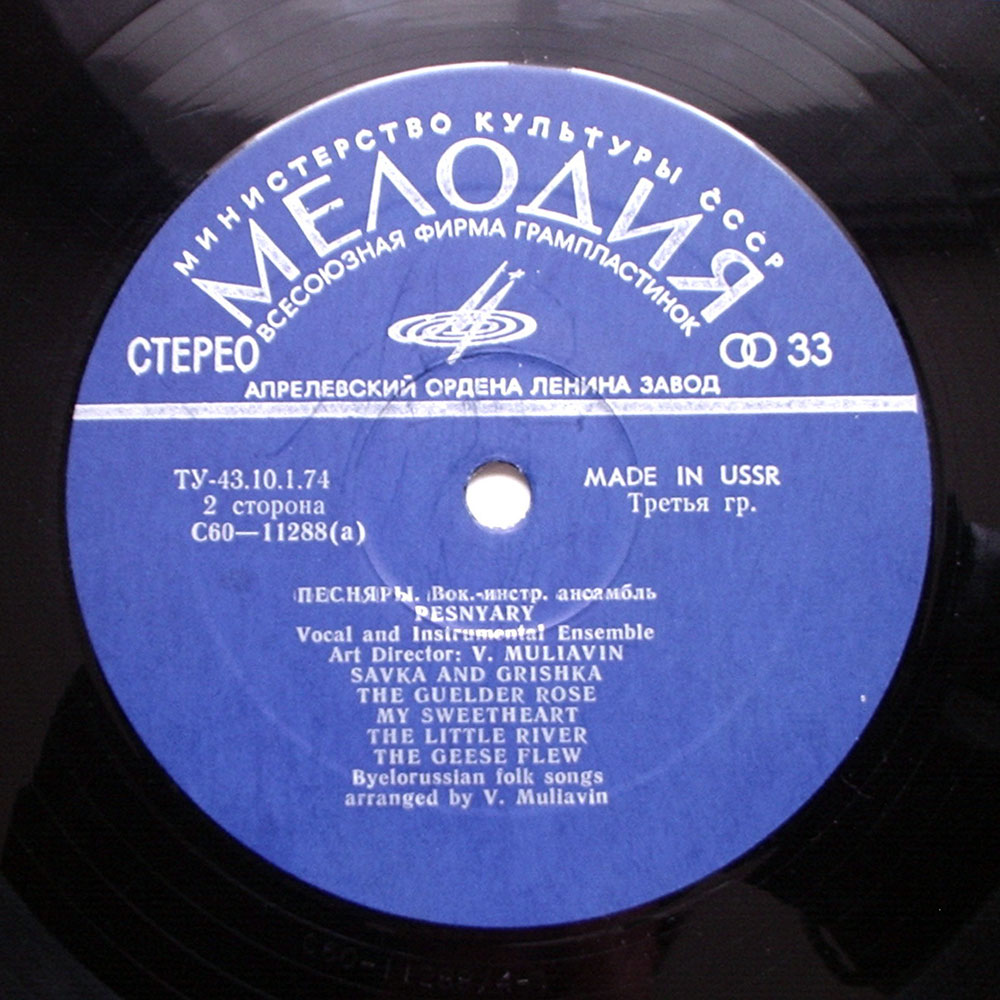 МИНИСТЕРСТВО КУЛЬТУРЫ СССР
МЕЛОДИЯ
ВСЕСОЮЗНАЯ ФИРМА ГРАМПЛАСТИНОК
СТЕРЕО
33
АПРЕЛЕВСКИЙ ОРДЕНА ЛЕНИНА ЗАВОД
ТУ-43.10.1.74
2 сторона
С60—11288(а)
MADE IN USSR
Третья гр.
ПЕСНЯРЫ. Вок.-инстр. ансамбль
PESNYARY
Vocal and Instrumental Ensemble
Art Director: V. MULIAVIN
SAVKA AND GRISHKA
THE GUELDER ROSE
MY SWEETHEART
THE LITTLE RIVER
THE GEESE FLEW
Byelorussian folk songs
arranged by V. Muliavin